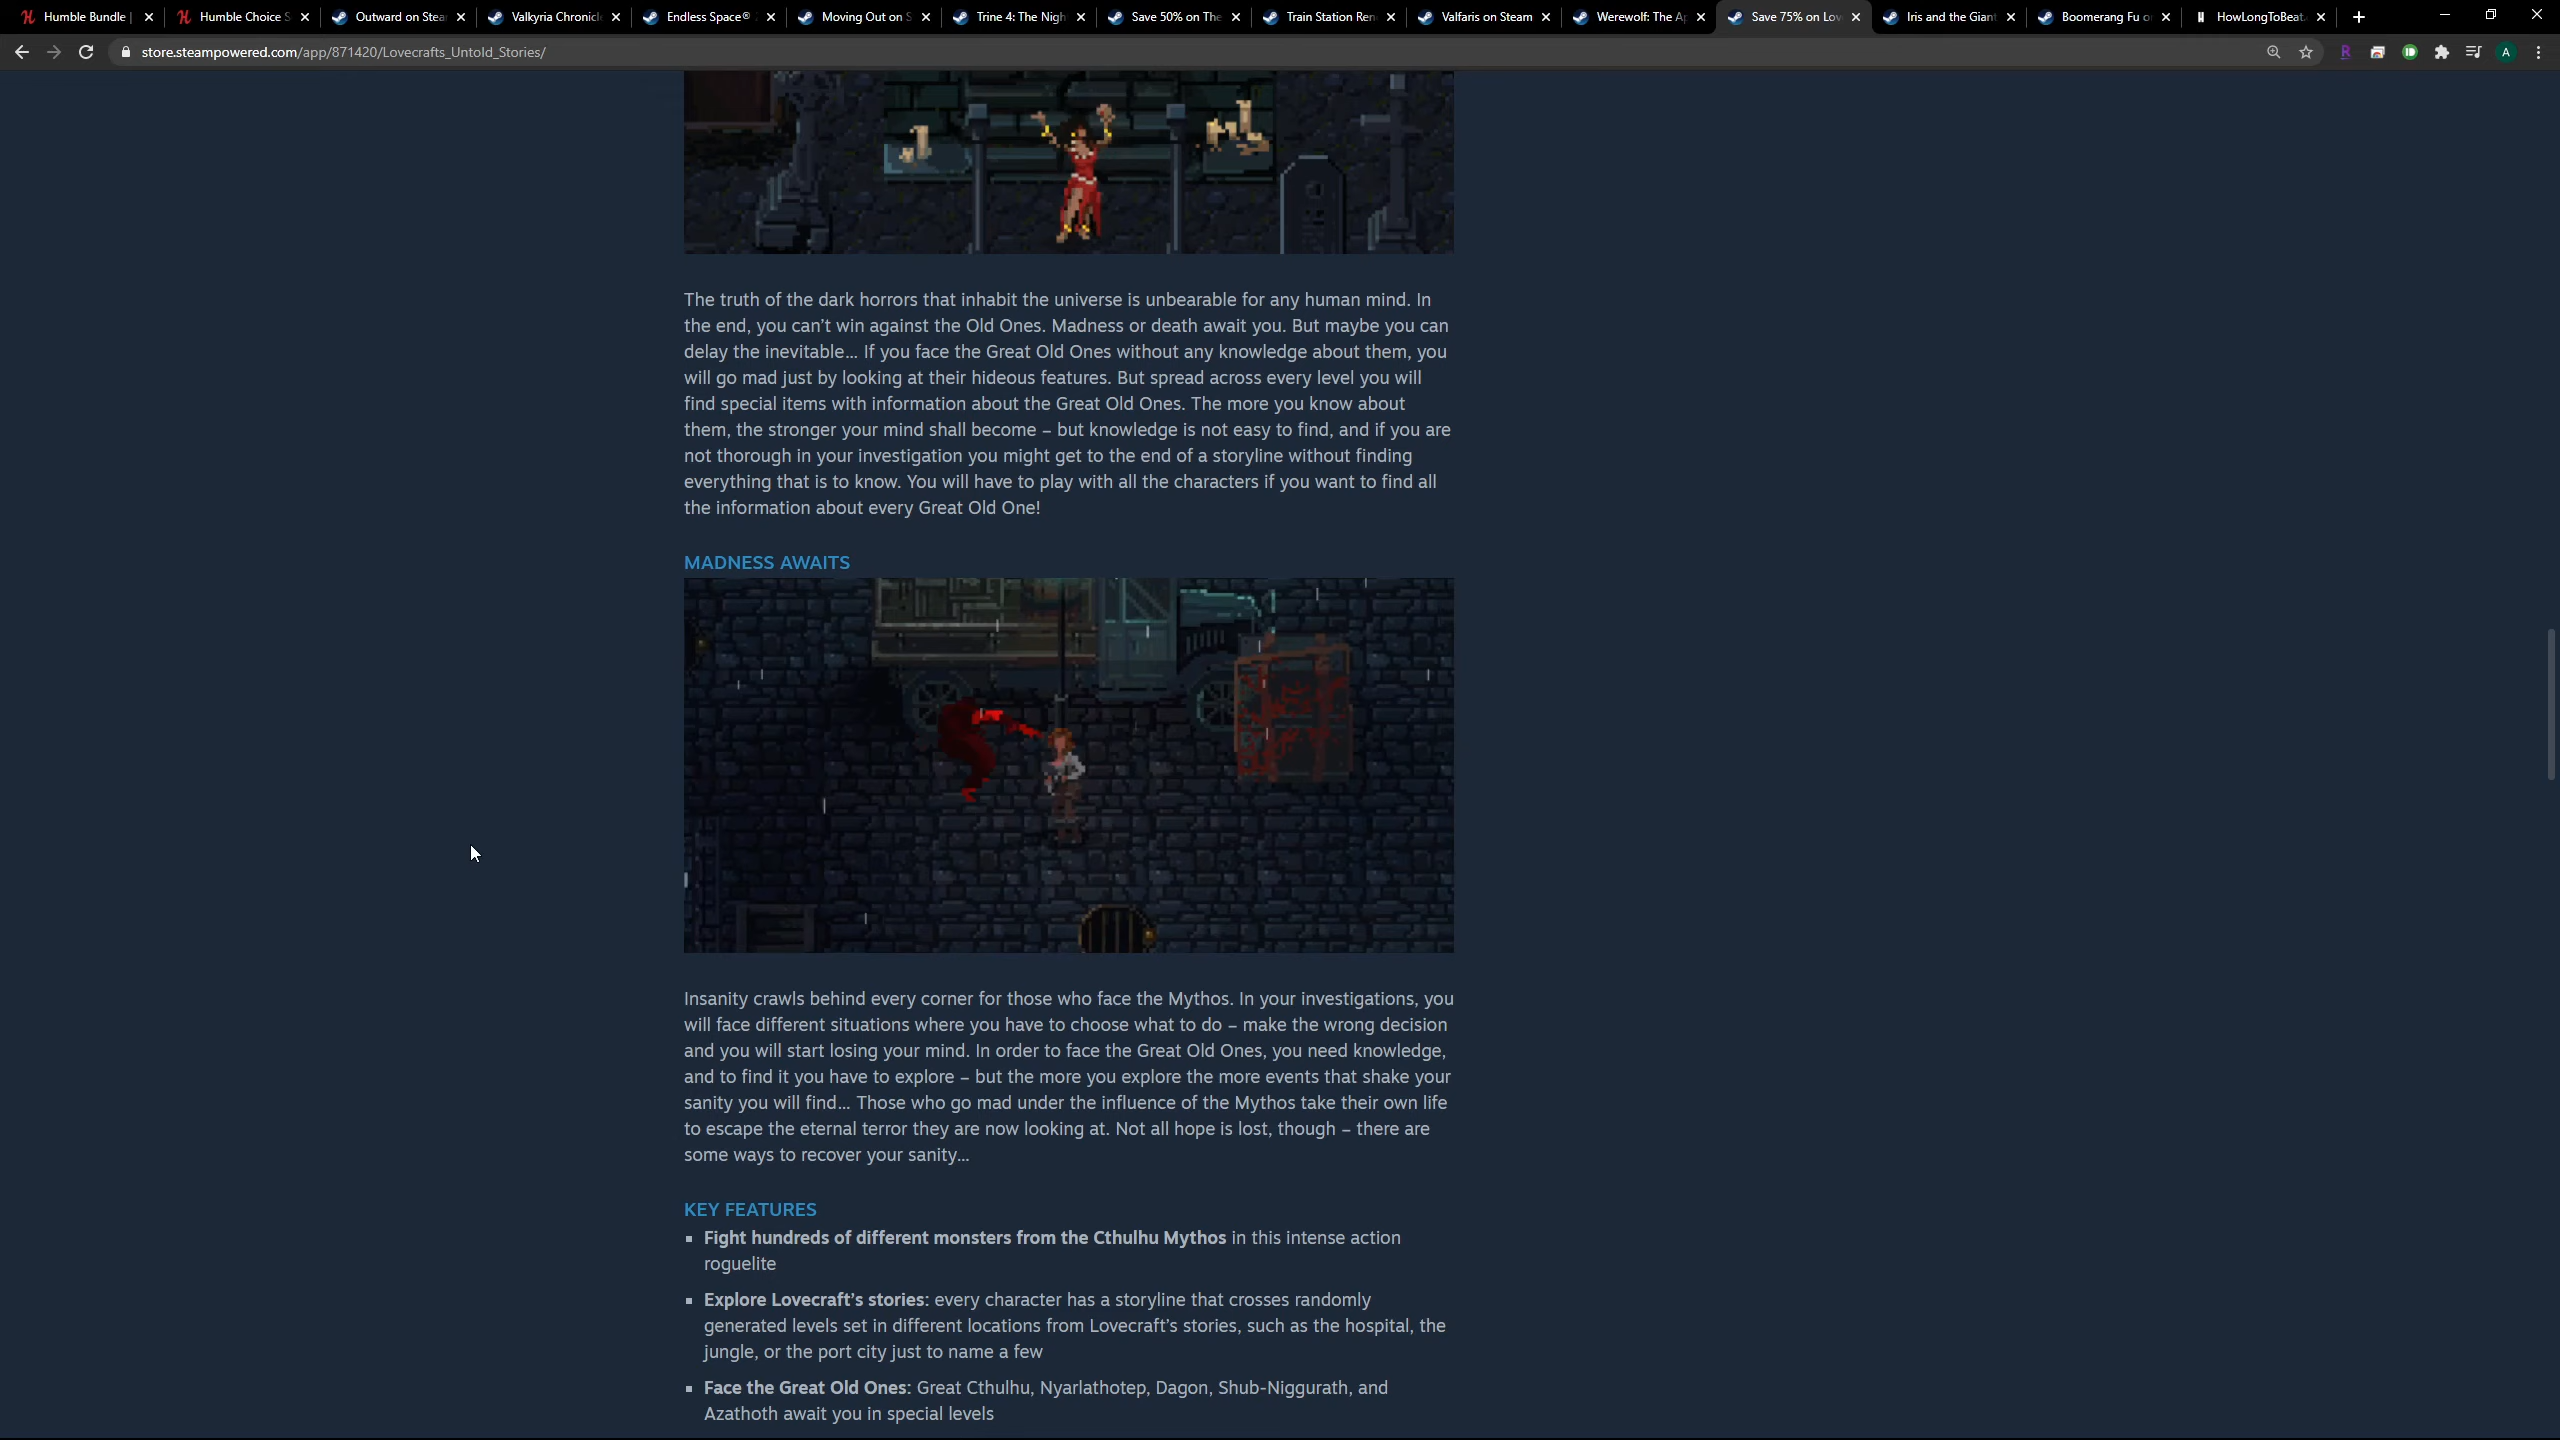 Humble Bundle |
Humble Choice S
Outward on Stea
Valkyria Chronicl
Endless Space®
Moving Out on S
Trine 4: The Nigh
Save 50% on The
Train Station Ren
Valfaris on Steam
Werewolf: The Ap
Save 75% on Lov
Iris and the Giant
Boomerang Fu o
HowLongToBeat.
store.steampowered.com/app/871420/Lovecrafts_Untold_Stories/
A
The truth of the dark horrors that inhabit the universe is unbearable for any human mind. In
the end, you can't win against the Old Ones. Madness or death await you. But maybe you can
delay the inevitable... If you face the Great Old Ones without any knowledge about them, you
will go mad just by looking at their hideous features. But spread across every level you will
find special items with information about the Great Old Ones. The more you know about
them, the stronger your mind shall become – but knowledge is not easy to find, and if you are
not thorough in your investigation you might get to the end of a storyline without finding
everything that is to know. You will have to play with all the characters if you want to find all
the information about every Great Old One!
MADNESS AWAITS
Insanity crawls behind every corner for those who face the Mythos. In your investigations, you
will face different situations where you have to choose what to do – make the wrong decision
and you will start losing your mind. In order to face the Great Old Ones, you need knowledge,
and to find it you have to explore – but the more you explore the more events that shake your
sanity you will find... Those who go mad under the influence of the Mythos take their own life
to escape the eternal terror they are now looking at. Not all hope is lost, though – there are
some ways to recover your sanity...
KEY FEATURES
▪ Fight hundreds of different monsters from the Cthulhu Mythos in this intense action
roguelite
▪ Explore Lovecraft's stories: every character has a storyline that crosses randomly
generated levels set in different locations from Lovecraft's stories, such as the hospital, the
jungle, or the port city just to name a few
▪ Face the Great Old Ones: Great Cthulhu, Nyarlathotep, Dagon, Shub-Niggurath, and
Azathoth await you in special levels